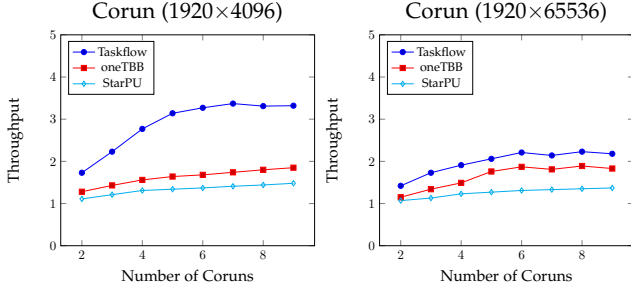 Corun (1920×4096)
5
4
3
2
1
0
Throughput
Taskflow
oneTBB
StarPU
2
4
6
8
Number of Coruns
Corun (1920×65536)
5
4
3
2
1
0
Throughput
Taskflow
oneTBB
StarPU
2
4
6
8
Number of Coruns